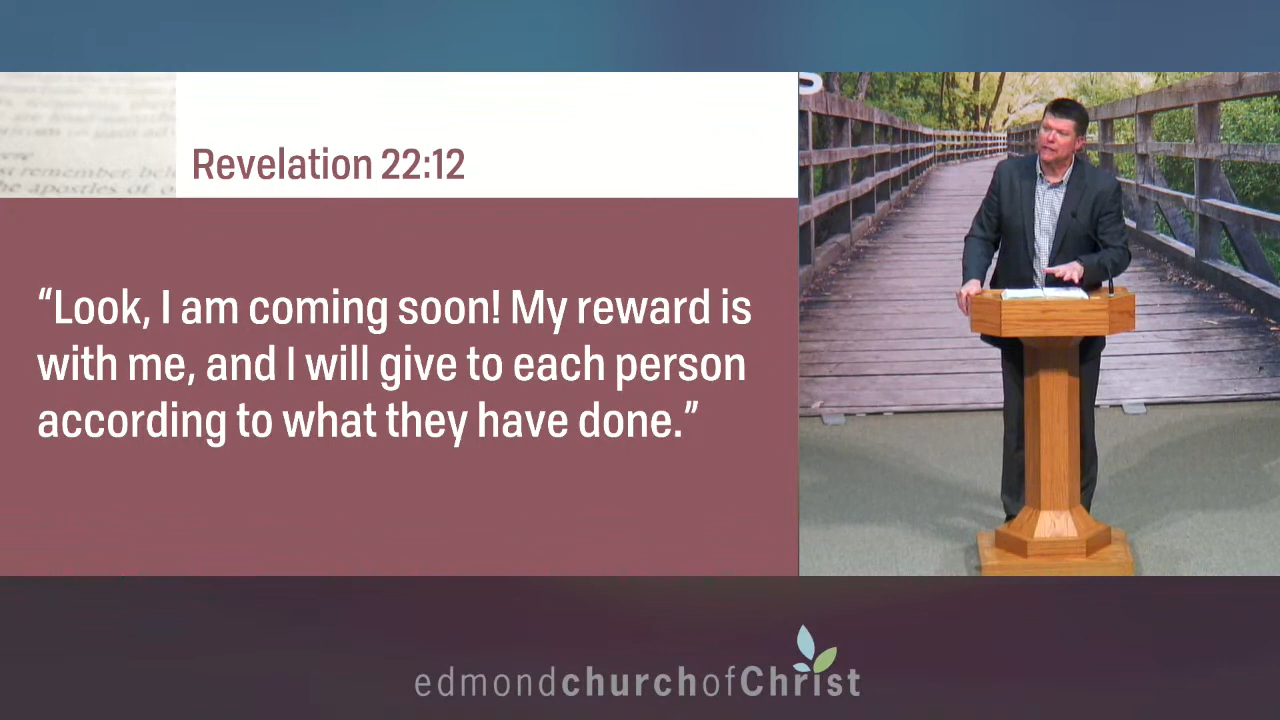 Revelation 22:12
“Look, I am coming soon! My reward is
with me, and I will give to each person
according to what they have done.”
edmondchurchofChrist